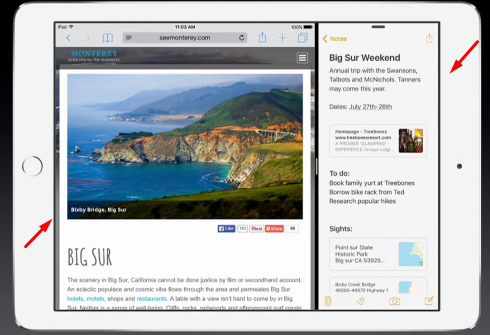 iPad
11:03 AM
100%
seemonterey.com
MONTEREY
Bixby Bridge, Big Sur
Like
Pin it
Share
96
BIG SUR
The scenery in Big Sur, California cannot be done justice by film or secondhand account.
An eclectic populace and cosmic vibe flows through the area and permeates Big Sur
hotels, motels, shops and restaurants. A table with a view isn't hard to come by in Big
Sur. Neither is a sense of well-being. Cliffs, rocks, redwoods and effervescent surf create
Notes
Big Sur Weekend
Annual trip with the Swansons,
Talbots and McNichols. Tanners
may come this year.
Dates: July 27th-28th
Homepage - Treebones
www.treebonesresort.com
A PREMIER "GLAMPING"
EXPERIENCE Unique lodgi
To do:
Book family yurt at Treebones
Borrow bike rack from Ted
Research popular hikes
Sights:
Point sur State
Historic Park
Big sur CA 93920...
Bixby Creek Bridge
40000-40070 Highway 1